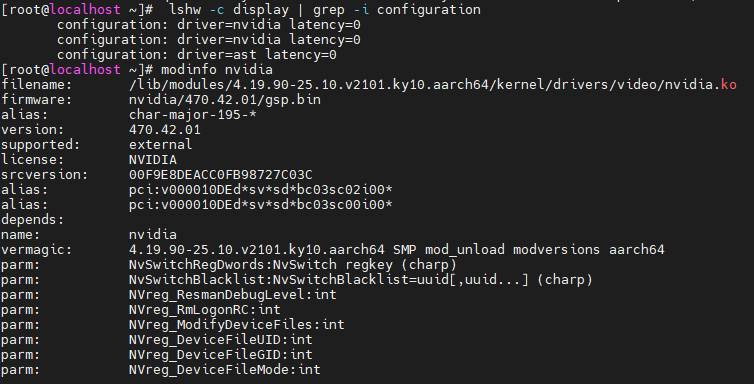 [root@localhost ~]#  lshw -c display | grep -i configuration
       configuration: driver=nvidia latency=0
       configuration: driver=nvidia latency=0
       configuration: driver=ast latency=0
[root@localhost ~]# modinfo nvidia
filename:       /lib/modules/4.19.90-25.10.v2101.ky10.aarch64/kernel/drivers/video/nvidia.ko
firmware:       nvidia/470.42.01/gsp.bin
alias:          char-major-195-*
version:        470.42.01
supported:      external
license:        NVIDIA
srcversion:     00F9E8DEACC0FB98727C03C
alias:          pci:v000010DEd*sv*sd*bc03sc02i00*
alias:          pci:v000010DEd*sv*sd*bc03sc00i00*
depends:
name:           nvidia
vermagic:       4.19.90-25.10.v2101.ky10.aarch64 SMP mod_unload modversions aarch64
parm:           NvSwitchRegDwords:NvSwitch regkey (charp)
parm:           NvSwitchBlacklist:NvSwitchBlacklist=uuid[,uuid...] (charp)
parm:           NVreg_ResmanDebugLevel:int
parm:           NVreg_RmLogonRC:int
parm:           NVreg_ModifyDeviceFiles:int
parm:           NVreg_DeviceFileUID:int
parm:           NVreg_DeviceFileGID:int
parm:           NVreg_DeviceFileMode:int